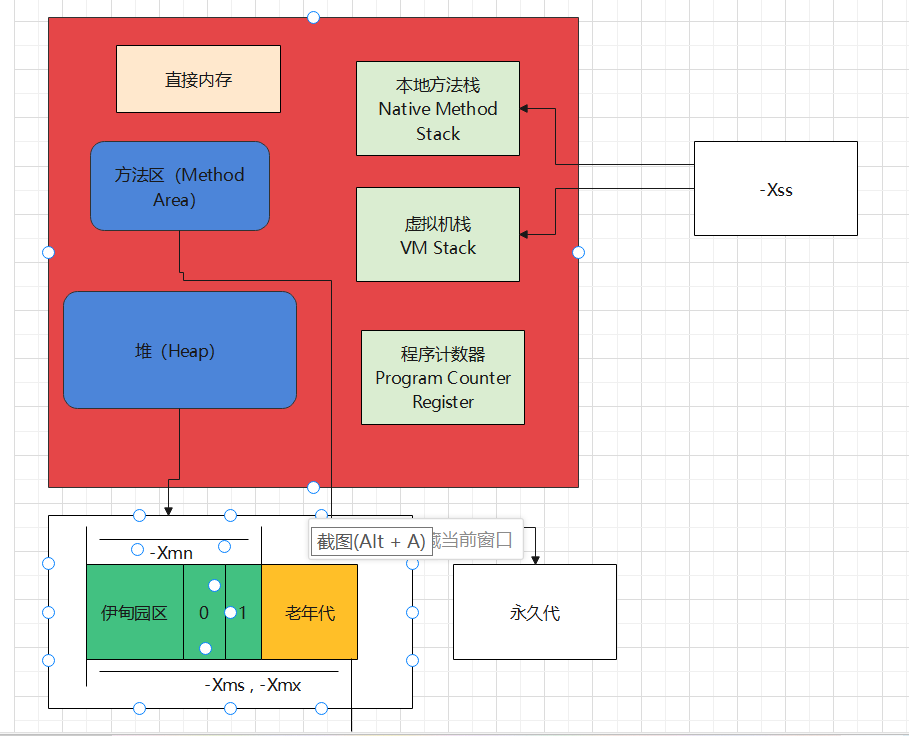 直接内存
本地方法栈
Native Method
Stack
方法区（Method
Area）
-Xss
虚拟机栈
VM Stack
堆（Heap）
程序计数器
Program Counter
Register
截图(Alt + A)
当前窗口
-Xmn
伊甸园区
0
1
老年代
永久代
-Xms , -Xmx